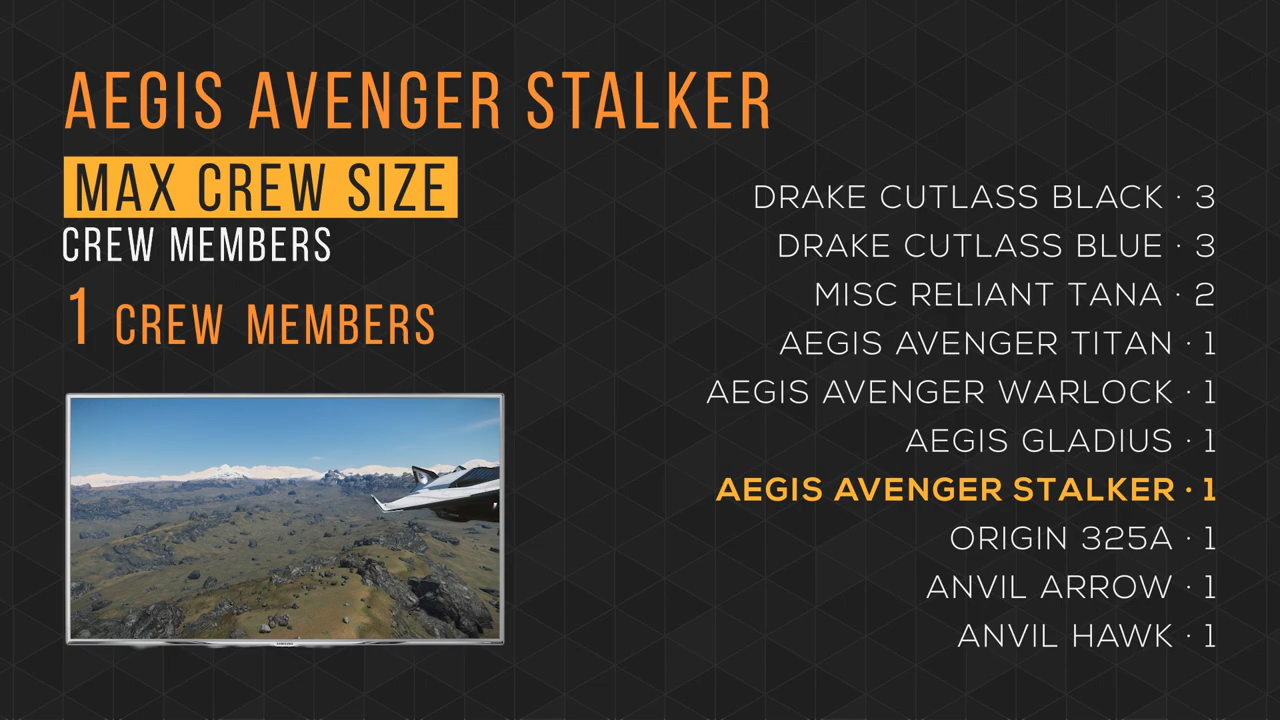 AEGIS AVENGER STALKER
MAX CREW SIZE
CREW MEMBERS
1 CREW MEMBERS
DRAKE CUTLASS BLACK · 3
DRAKE CUTLASS BLUE · 3
MISC RELIANT TANA · 2
AEGIS AVENGER TITAN · 1
AEGIS AVENGER WARLOCK · 1
AEGIS GLADIUS · 1
AEGIS AVENGER STALKER · 1
ORIGIN 325A · 1
ANVIL ARROW · 1
ANVIL HAWK · 1
SAMSUNG